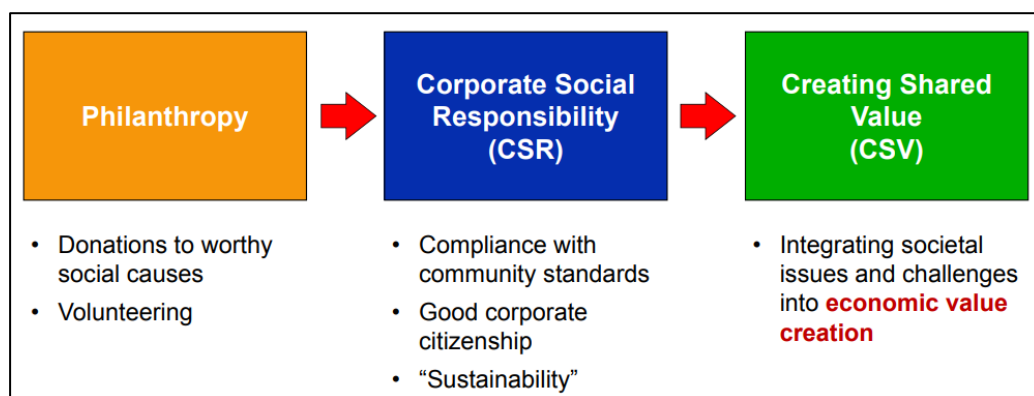 Philanthropy
Corporate Social
Responsibility
(CSR)
Creating Shared
Value
(CSV)
• Donations to worthy
social causes
• Volunteering
• Compliance with
community standards
• Good corporate
citizenship
• “Sustainability”
• Integrating societal
issues and challenges
into economic value
creation